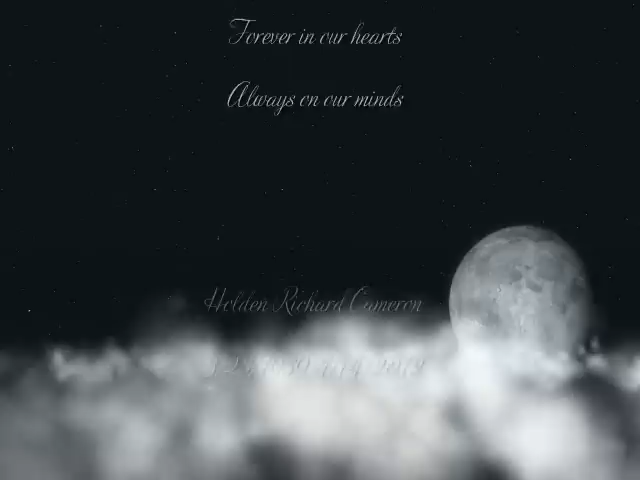 Forever in our hearts
Always on our minds
Holden Richard Cameron